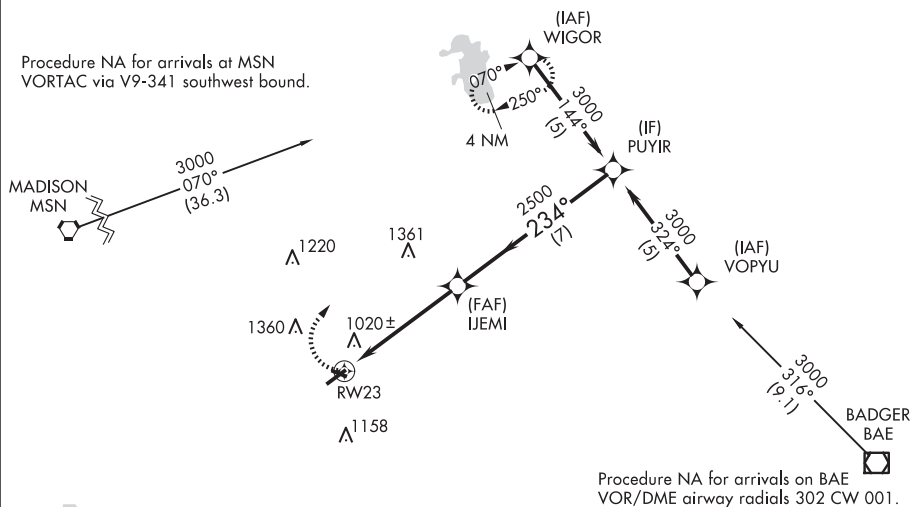 Procedure NA for arrivals at MSN
VORTAC via V9-341 southwest bound.
(IAF)
WIGOR
070°
250°
4 NM
3000
144°
(5)
(IF)
PUYIR
MADISON
MSN
3000
070°
(36.3)
2500
234°
(7)
3000
324°
(5)
(IAF)
VOPYU
1220
1361
(FAF)
IJEMI
1360
1020±
RW23
1158
3000
316°
(9.1)
BADGER
BAE
Procedure NA for arrivals on BAE
VOR/DME airway radials 302 CW 001.